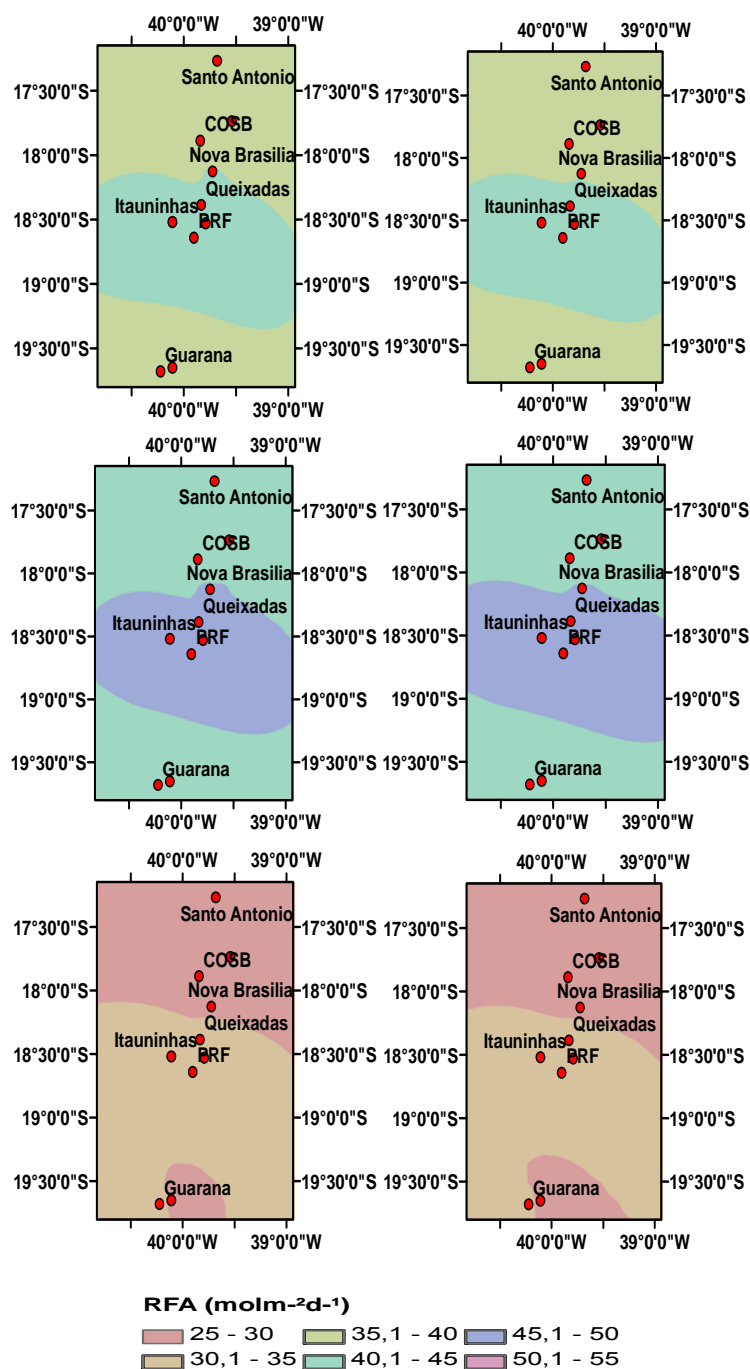 40°0'0"W 39°0'0"W 40°0'0"W 39°0'0"W
Santo Antonio Santo Antonio
17°30'0"S 17°30'0"S 17°30'0"S 17°30'0"S
COSB COSB
18°0'0"S 18°0'0"S 18°0'0"S 18°0'0"S
Nova Brasilia Nova Brasilia
Queixadas Queixadas
Itauninhas Itauninhas
18°30'0"S PRF 18°30'0"S 18°30'0"S PRF 18°30'0"S
19°0'0"S 19°0'0"S 19°0'0"S 19°0'0"S
19°30'0"S 19°30'0"S 19°30'0"S 19°30'0"S
Guarana Guarana
40°0'0"W 39°0'0"W 40°0'0"W 39°0'0"W
40°0'0"W 39°0'0"W 40°0'0"W 39°0'0"W
Santo Antonio Santo Antonio
17°30'0"S 17°30'0"S 17°30'0"S 17°30'0"S
COSB COSB
18°0'0"S 18°0'0"S 18°0'0"S 18°0'0"S
Nova Brasilia Nova Brasilia
Queixadas Queixadas
Itauninhas Itauninhas
18°30'0"S PRF 18°30'0"S 18°30'0"S PRF 18°30'0"S
19°0'0"S 19°0'0"S 19°0'0"S 19°0'0"S
19°30'0"S 19°30'0"S 19°30'0"S 19°30'0"S
Guarana Guarana
40°0'0"W 39°0'0"W 40°0'0"W 39°0'0"W
40°0'0"W 39°0'0"W 40°0'0"W 39°0'0"W
Santo Antonio Santo Antonio
17°30'0"S 17°30'0"S 17°30'0"S 17°30'0"S
COSB COSB
18°0'0"S 18°0'0"S 18°0'0"S 18°0'0"S
Nova Brasilia Nova Brasilia
Queixadas Queixadas
Itauninhas Itauninhas
18°30'0"S PRF 18°30'0"S 18°30'0"S PRF 18°30'0"S
19°0'0"S 19°0'0"S 19°0'0"S 19°0'0"S
19°30'0"S 19°30'0"S 19°30'0"S 19°30'0"S
Guarana Guarana
40°0'0"W 39°0'0"W 40°0'0"W 39°0'0"W
RFA (molm-²d-¹)
25 - 30 35,1 - 40 45,1 - 50
30,1 - 35 40,1 - 45 50,1 - 55